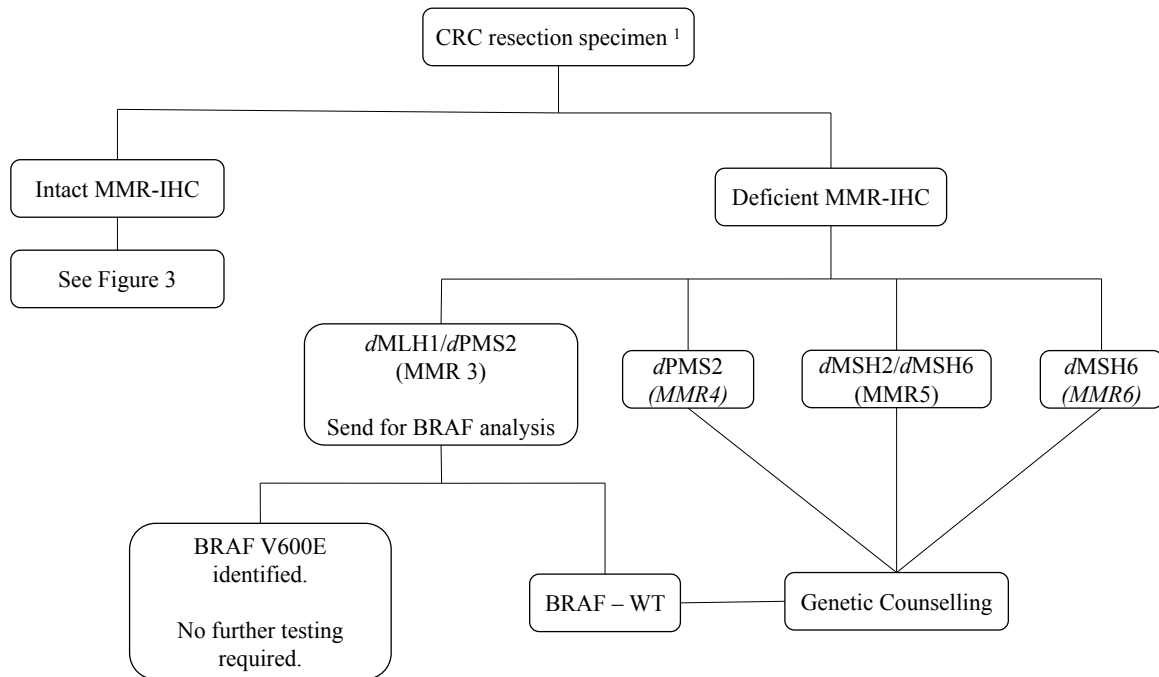 CRC resection specimen ¹
Intact MMR-IHC
Deficient MMR-IHC
See Figure 3
dMLH1/dPMS2
(MMR 3)
Send for BRAF analysis
dPMS2
(MMR4)
dMSH2/dMSH6
(MMR5)
dMSH6
(MMR6)
BRAF V600E
identified.
No further testing
required.
BRAF – WT
Genetic Counselling